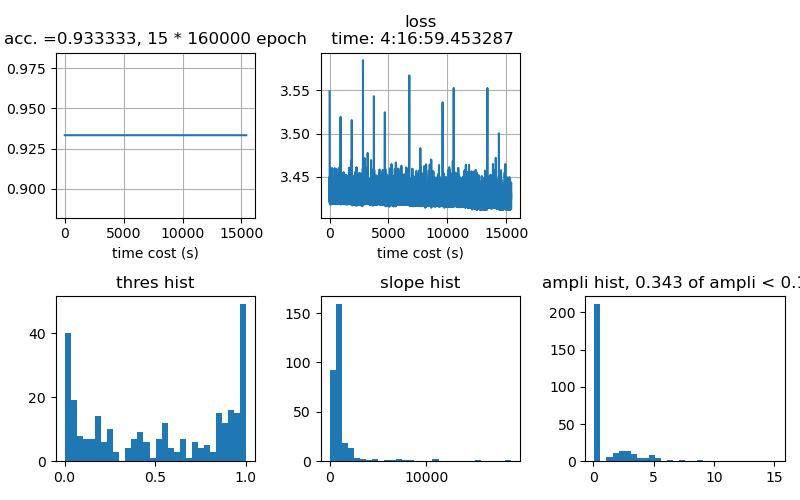 acc. =0.933333, 15 * 160000 epoch
loss
time: 4:16:59.453287
0.975
0.950
0.925
0.900
0 5000 10000 15000
time cost (s)
3.55
3.50
3.45
0 5000 10000 15000
time cost (s)
thres hist
40
20
0
0.0 0.5 1.0
slope hist
150
100
50
0
0 10000
ampli hist, 0.343 of ampli < 0.1
200
150
100
50
0
0 5 10 15